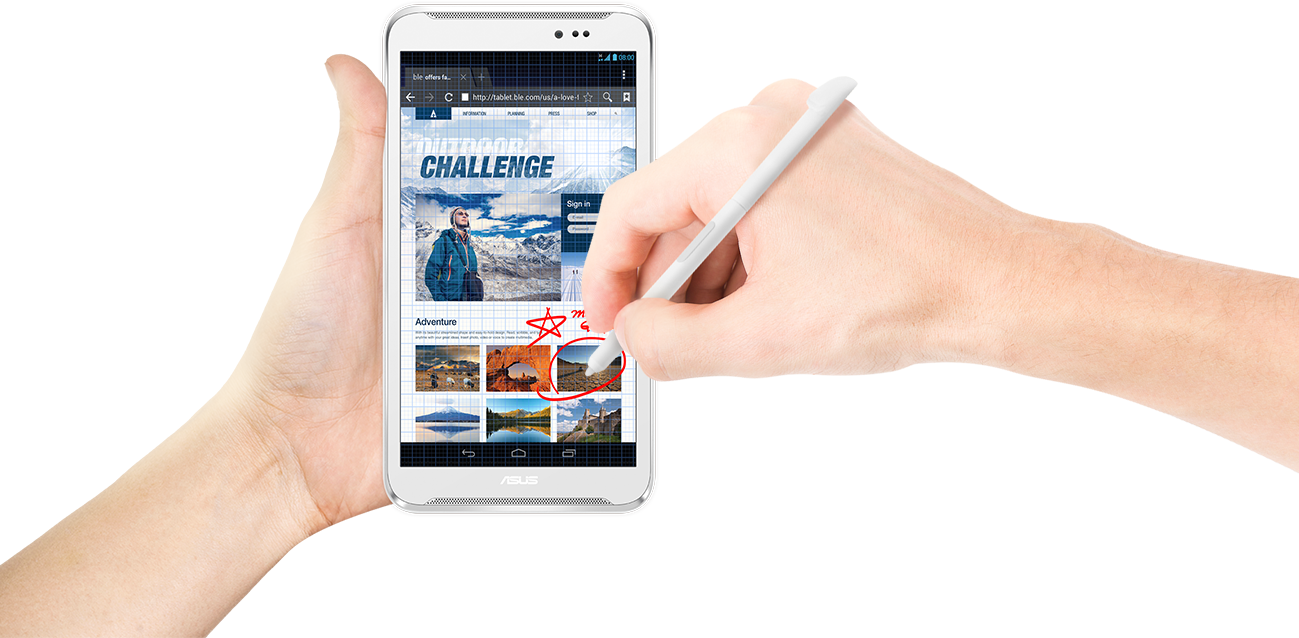 08:00
ble offers fa...
http://tablet.ble.com/us/a-love-
INFORMATION PLANNING PRESS SHOP
OUTDOOR
CHALLENGE
Sign in
E-mail
Password
Adventure
ASUS